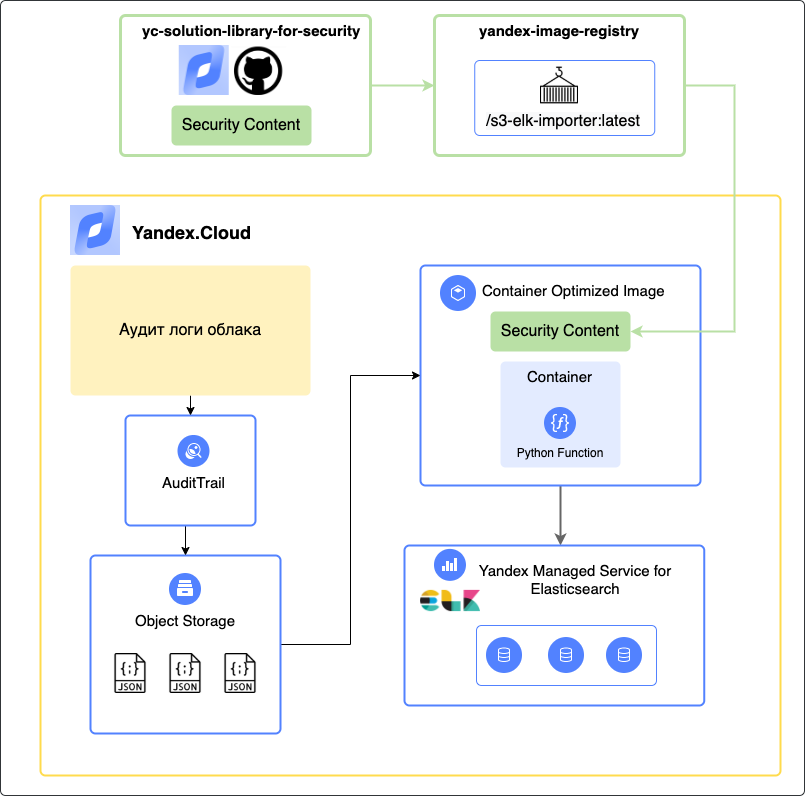 yc-solution-library-for-security
Security Content
yandex-image-registry
/s3-elk-importer:latest
Yandex.Cloud
Аудит логи облака
AuditTrail
Object Storage
{;}
JSON
{;}
JSON
{;}
JSON
Container Optimized Image
Security Content
Container
{f}
Python Function
Yandex Managed Service for
Elasticsearch
ELK